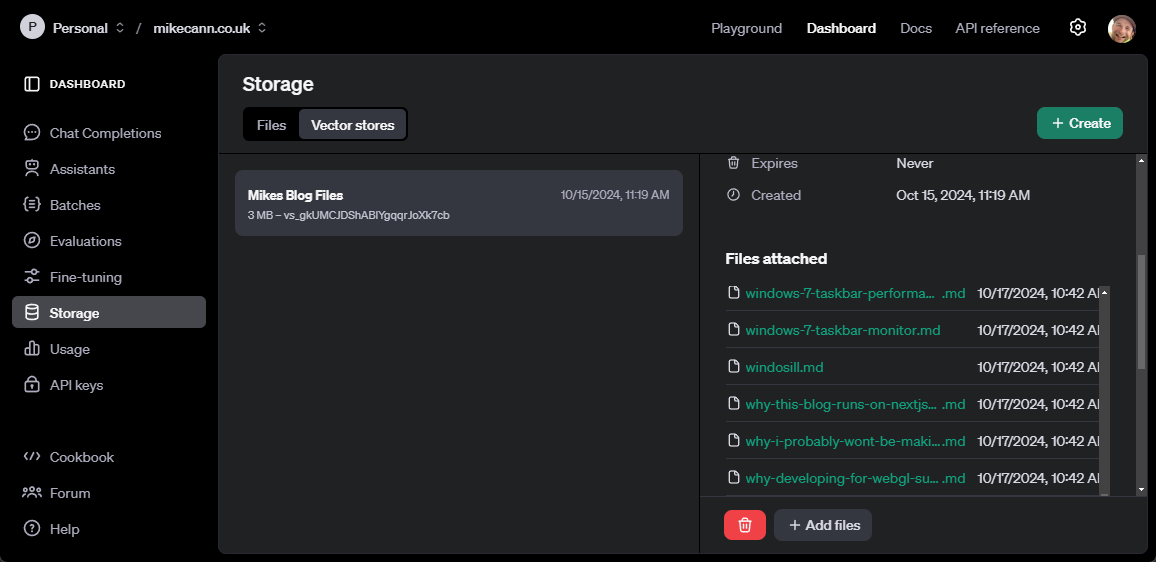 P Personal / mikecann.co.uk
Playground Dashboard Docs API reference
DASHBOARD
Chat Completions
Assistants
Batches
Evaluations
Fine-tuning
Storage
Usage
API keys
Cookbook
Forum
Help
Storage
Files Vector stores
+ Create
Mikes Blog Files 10/15/2024, 11:19 AM
3 MB – vs_gkUMCJDShABlYgqqrJoXk7cb
Expires Never
Created Oct 15, 2024, 11:19 AM
Files attached
windows-7-taskbar-performa... .md 10/17/2024, 10:42 AM
windows-7-taskbar-monitor.md 10/17/2024, 10:42 AM
windosill.md 10/17/2024, 10:42 AM
why-this-blog-runs-on-nextjs... .md 10/17/2024, 10:42 AM
why-i-probably-wont-be-maki... .md 10/17/2024, 10:42 AM
why-developing-for-webgl-su... .md 10/17/2024, 10:42 AM
+ Add files